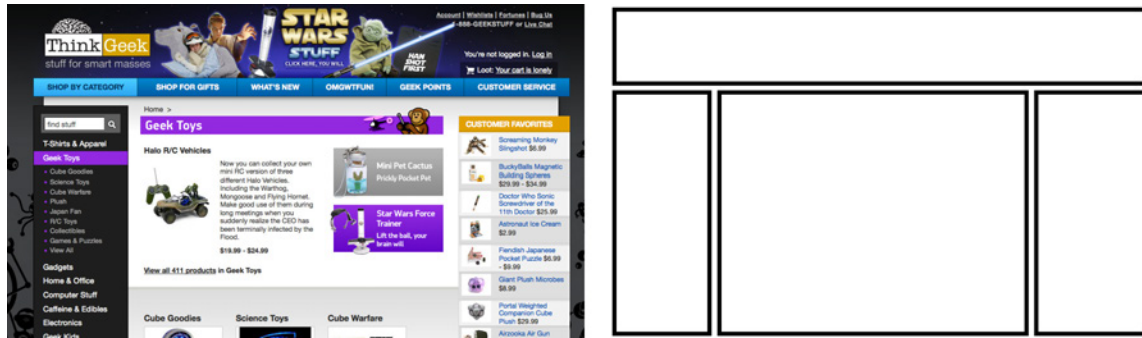 Account | Wishlists | Fortunes | Bug Us
1-888-GEEKSTUFF or Live Chat
ThinkGeek
stuff for smart masses
STAR
WARS
STUFF
CLICK HERE, YOU WILL
HAN
SHOT
FIRST
You're not logged in. Log in
Loot: Your cart is lonely
SHOP BY CATEGORY SHOP FOR GIFTS WHAT'S NEW OMGWTFUN! GEEK POINTS CUSTOMER SERVICE
find stuff
T-Shirts & Apparel
Geek Toys
Cube Goodies
Science Toys
Cube Warfare
Plush
Japan Fan
R/C Toys
Collectibles
Games & Puzzles
View All
Gadgets
Home & Office
Computer Stuff
Caffeine & Edibles
Electronics
Geek Kids
Home >
Geek Toys
Halo R/C Vehicles
Now you can collect your own
mini RC version of three
different Halo Vehicles.
Including the Warthog,
Mongoose and Flying Hornet.
Make good use of them during
long meetings when you
suddenly realize the CEO has
been terminally infected by the
Flood.
$19.99 - $24.99
Mini Pet Cactus
Prickly Pocket Pet
Star Wars Force
Trainer
Lift the ball, your
brain will
View all 411 products in Geek Toys
Cube Goodies Science Toys Cube Warfare
CUSTOMER FAVORITES
Screaming Monkey
Slingshot $6.99
BuckyBalls Magnetic
Building Spheres
$29.99 - $34.99
Doctor Who Sonic
Screwdriver of the
11th Doctor $25.99
Astronaut Ice Cream
$2.99
Fiendish Japanese
Pocket Puzzle $6.99
- $9.99
Giant Plush Microbes
$8.99
Portal Weighted
Companion Cube
Plush $29.99
Airzooka Air Gun